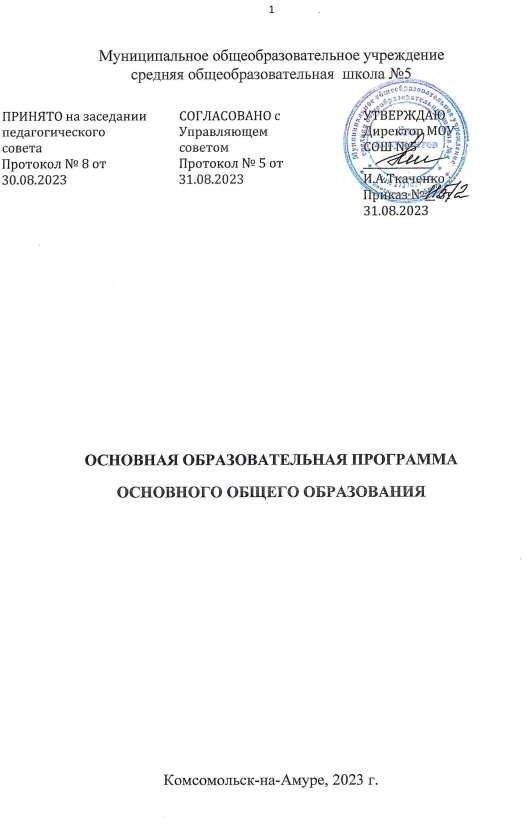 1
Муниципальное общеобразовательное учреждение
средняя общеобразовательная школа №5
ПРИНЯТО на заседании
педагогического
совета
Протокол № 8 от
30.08.2023
СОГЛАСОВАНО с
Управляющем
советом
Протокол № 5 от
31.08.2023
УТВЕРЖДАЮ
Директор МОУ
СОШ №5
И.А.Ткаченко
Приказ №
31.08.2023
ОСНОВНАЯ ОБРАЗОВАТЕЛЬНАЯ ПРОГРАММА
ОСНОВНОГО ОБЩЕГО ОБРАЗОВАНИЯ
Комсомольск-на-Амуре, 2023 г.